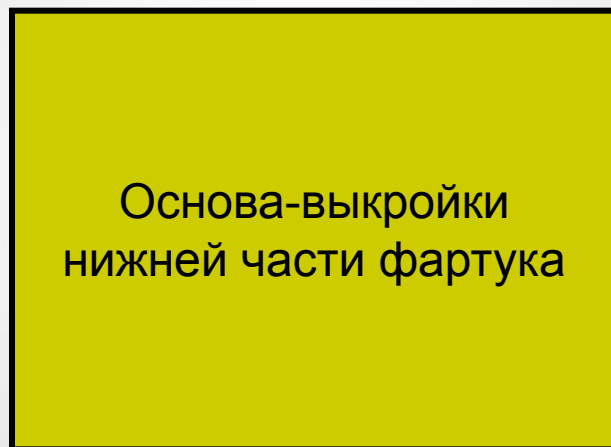 Основа-выкройки
нижней части фартука